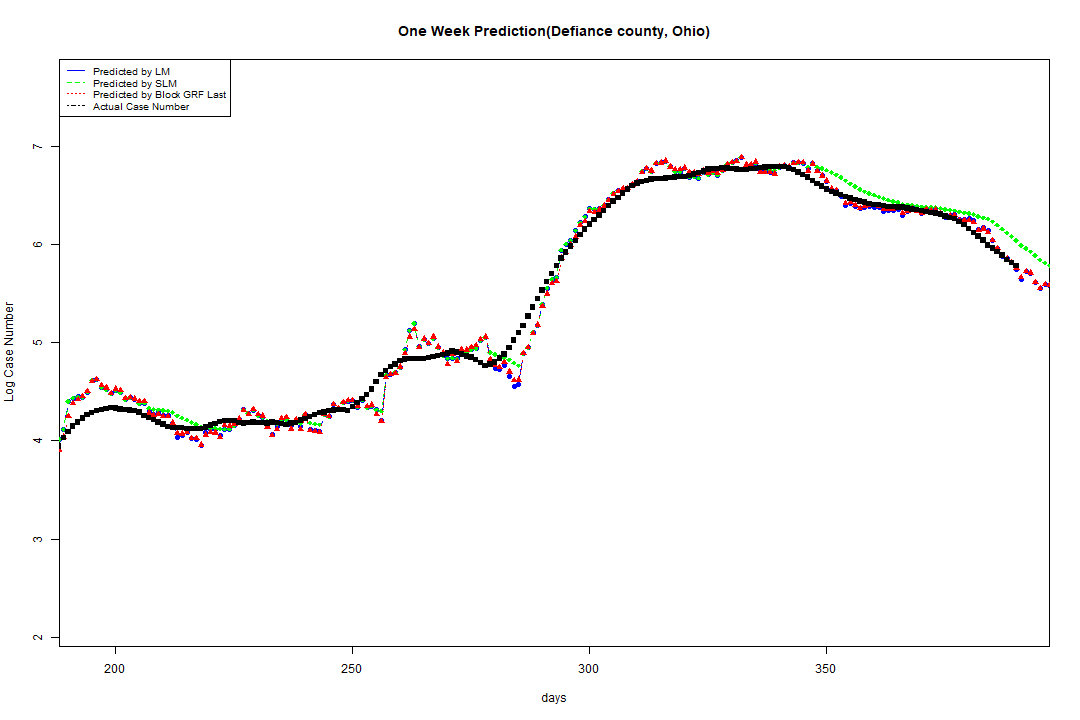 One Week Prediction(Defiance county, Ohio)
Predicted by LM
Predicted by SLM
Predicted by Block GRF Last
Actual Case Number
Log Case Number
7
6
5
4
3
2
200
250
300
350
days